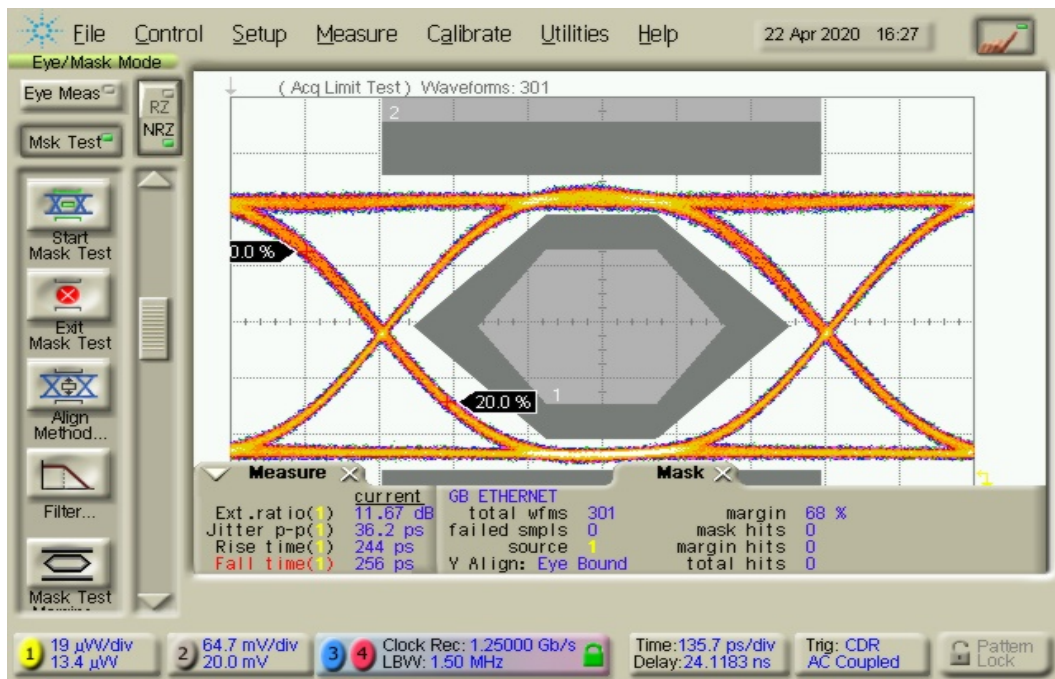 File Control Setup Measure Calibrate Utilities Help 22 Apr 2020 16:27
Eye/Mask Mode
Eye Meas
RZ
NRZ
Msk Test
( Acq Limit Test ) Waveforms: 301
2
Start
Mask Test
0.0 %
Exit
Mask Test
20.0 %
1
Align
Method...
Filter...
Mask Test
Measure
current
Ext.ratio(1) 11.67 dB
Jitter p-p(1) 36.2 ps
Rise time(1) 244 ps
Fall time(1) 256 ps
Mask
GB ETHERNET
total wfms 301 margin 68 %
failed smpls 0 mask hits 0
source 1 margin hits 0
Y Align: Eye Bound total hits 0
1 19 µW/div
13.4 µW
2 64.7 mV/div
20.0 mV
3 4 Clock Rec: 1.25000 Gb/s
LBW: 1.50 MHz
Time:135.7 ps/div
Delay:24.1183 ns
Trig: CDR
AC Coupled
Pattern
Lock